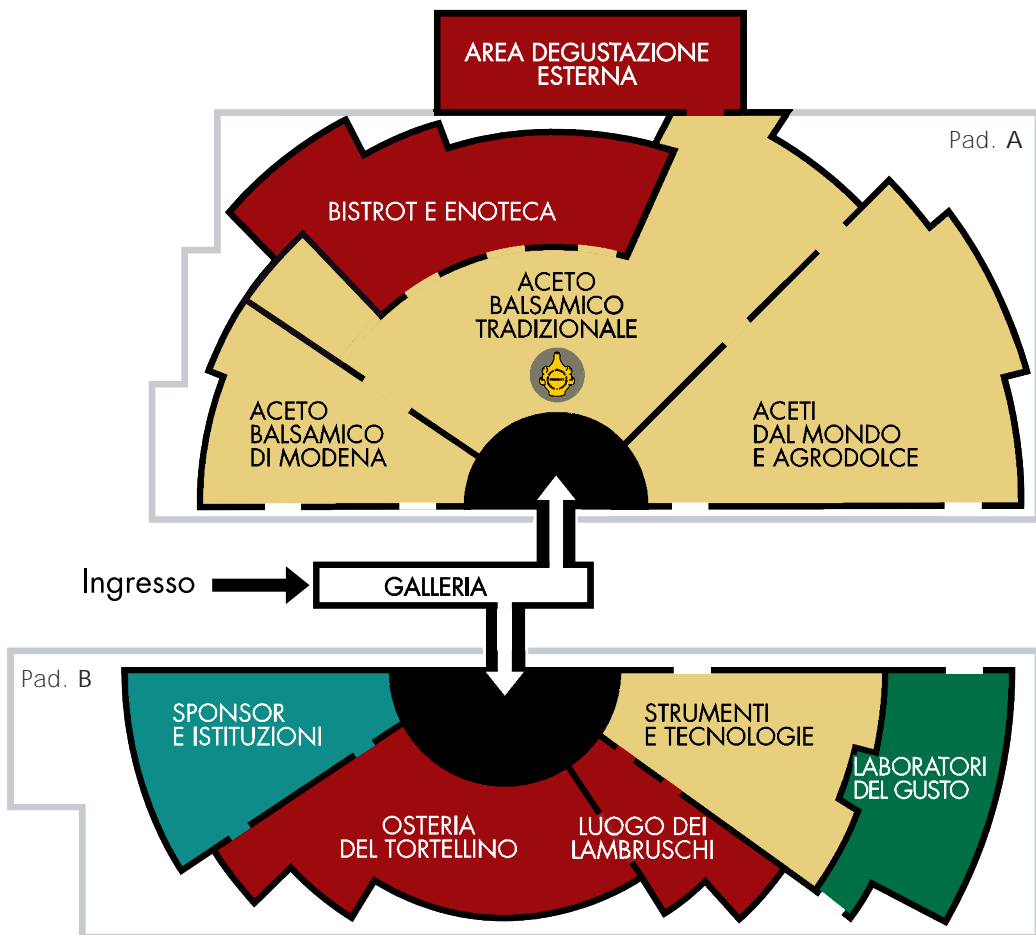 AREA DEGUSTAZIONE
ESTERNA
Pad. A
BISTROT E ENOTECA
ACETO
BALSAMICO
TRADIZIONALE
ACETO
BALSAMICO
DI MODENA
ACETI
DAL MONDO
E AGRODOLCE
Ingresso
GALLERIA
Pad. B
SPONSOR
E ISTITUZIONI
STRUMENTI
E TECNOLOGIE
LABORATORI
DEL GUSTO
OSTERIA
DEL TORTELLINO
LUOGO DEI
LAMBRUSCHI